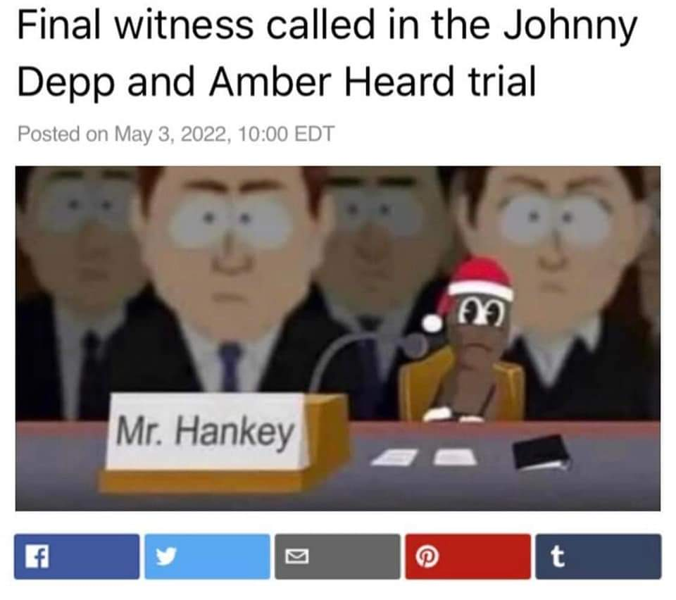 Final witness called in the Johnny
Depp and Amber Heard trial
Posted on May 3, 2022, 10:00 EDT
Mr. Hankey